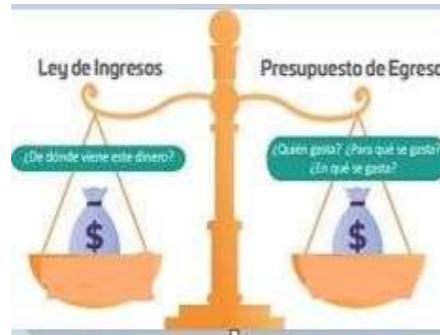 Ley de Ingresos
Presupuesto de Egreso
¿De dónde viene este dinero?
¿Quién gasta? ¿Para qué se gasta?
¿En qué se gasta?
$
$